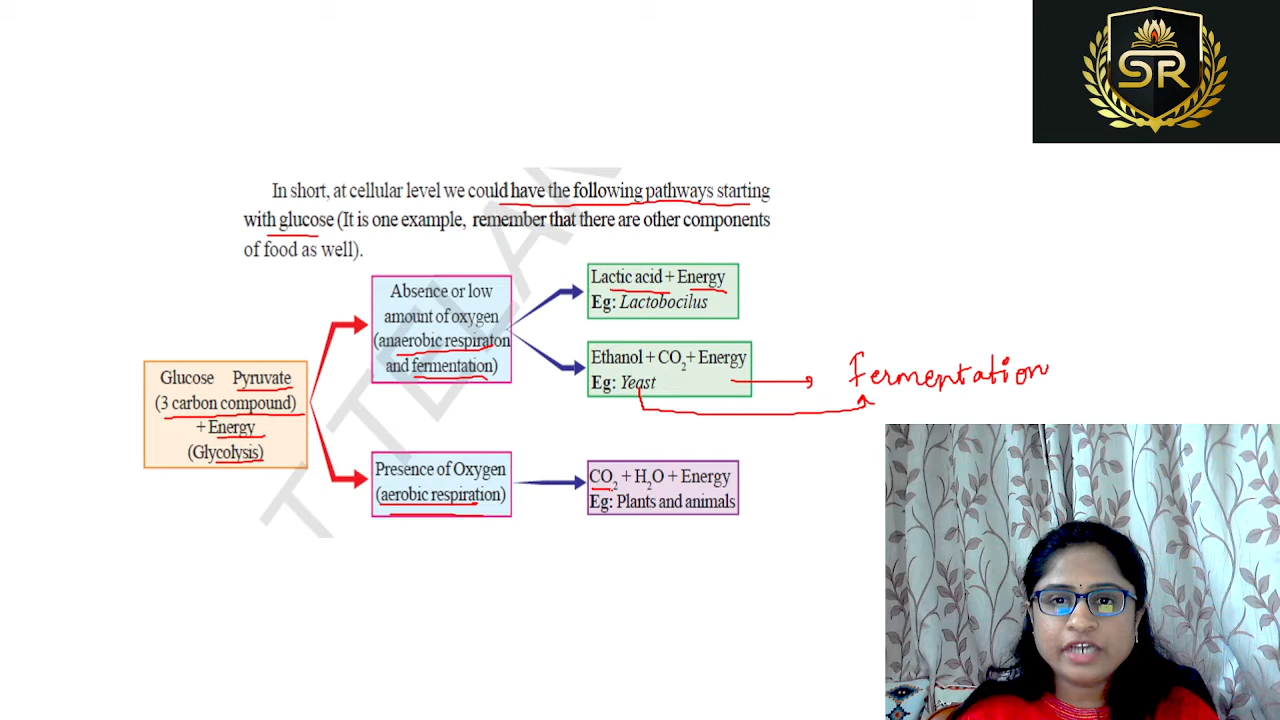 SR
In short, at cellular level we could have the following pathways starting
with glucose (It is one example, remember that there are other components
of food as well).
Absence or low
amount of oxygen
(anaerobic respiraton
and fermentation)
Lactic acid + Energy
Eg: Lactobocilus
Ethanol + CO₂ + Energy
Eg: Yeast
Fermentation
Glucose Pyruvate
(3 carbon compound)
+ Energy
(Glycolysis)
Presence of Oxygen
(aerobic respiration)
CO₂ + H₂O + Energy
Eg: Plants and animals